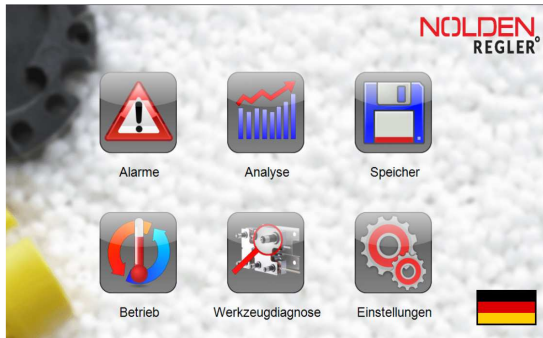 NOLDEN
REGLER°
Alarme
Analyse
Speicher
Betrieb
Werkzeugdiagnose
Einstellungen